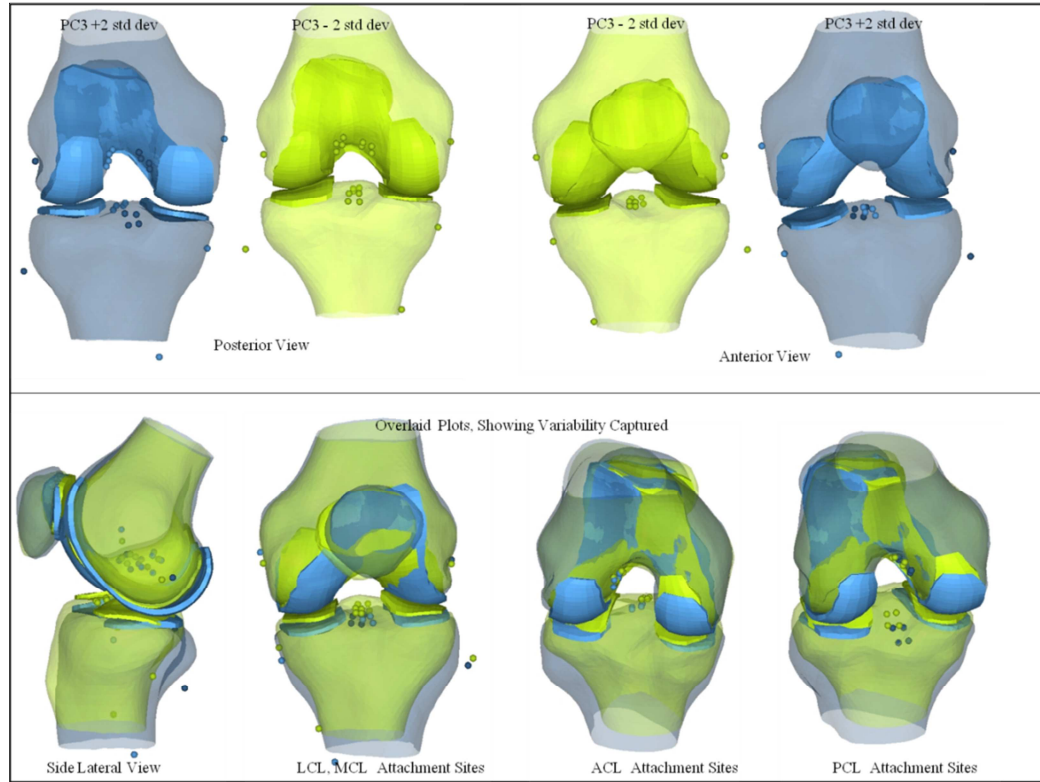 PC3 +2 std dev
PC3 - 2 std dev
PC3 - 2 std dev
PC3 +2 std dev
Posterior View
Anterior View
Overlaid Plots, Showing Variability Captured
Side Lateral View
LCL, MCL Attachment Sites
ACL Attachment Sites
PCL Attachment Sites